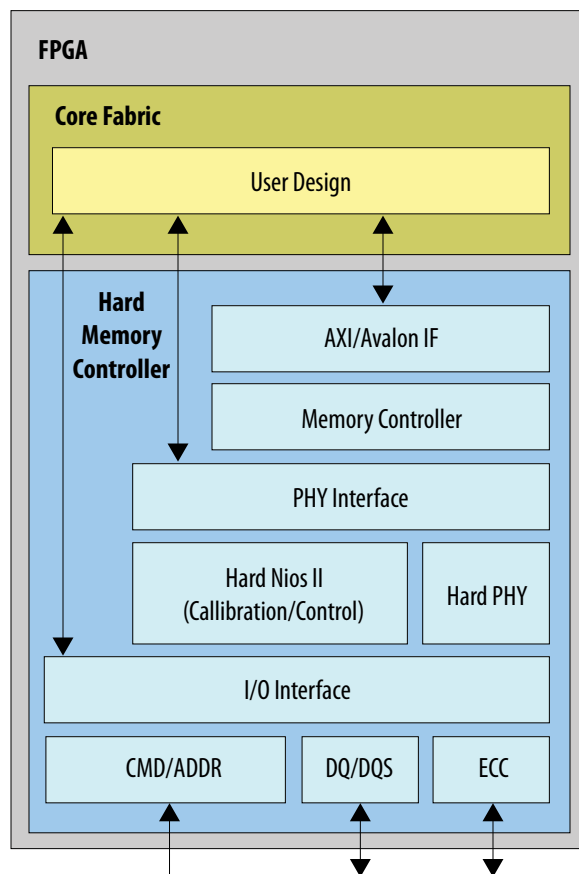 FPGA
Core Fabric
User Design
Hard
Memory
Controller
AXI/Avalon IF
Memory Controller
PHY Interface
Hard Nios II
(Callibration/Control)
Hard PHY
I/O Interface
CMD/ADDR
DQ/DQS
ECC